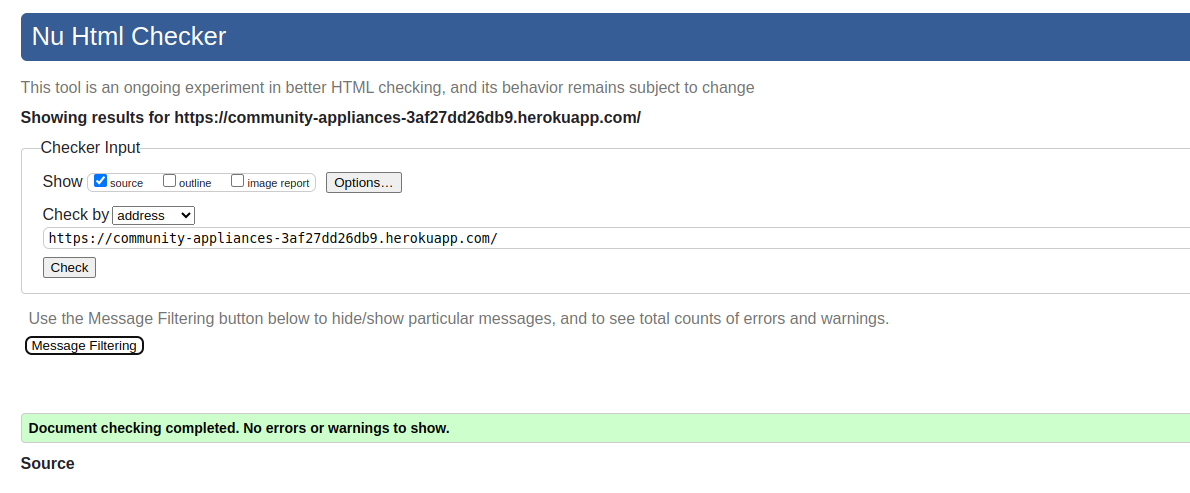 Nu Html Checker
This tool is an ongoing experiment in better HTML checking, and its behavior remains subject to change
Showing results for https://community-appliances-3af27dd26db9.herokuapp.com/
Checker Input
Show source outline image report Options...
Check by address
https://community-appliances-3af27dd26db9.herokuapp.com/
Check
Use the Message Filtering button below to hide/show particular messages, and to see total counts of errors and warnings.
Message Filtering
Document checking completed. No errors or warnings to show.
Source